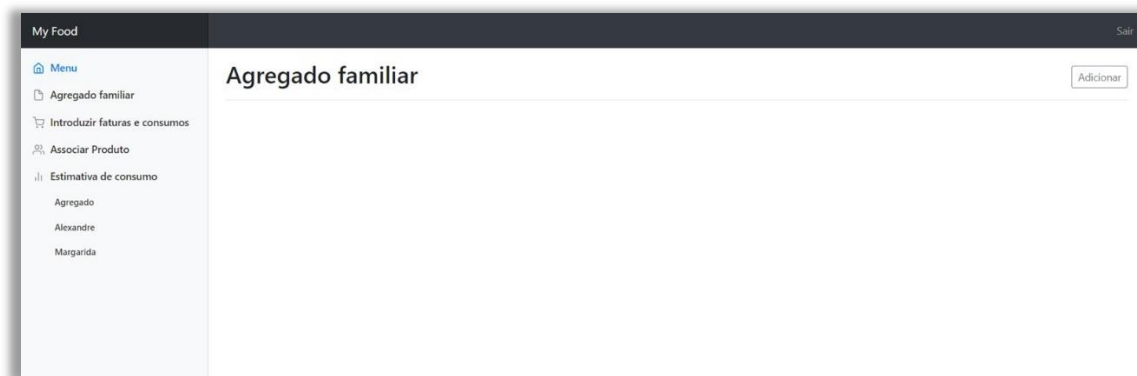 My Food
Sair
Menu
Agregado familiar
Introduzir faturas e consumos
Associar Produto
Estimativa de consumo
Agregado
Alexandre
Margarida
Agregado familiar
Adicionar